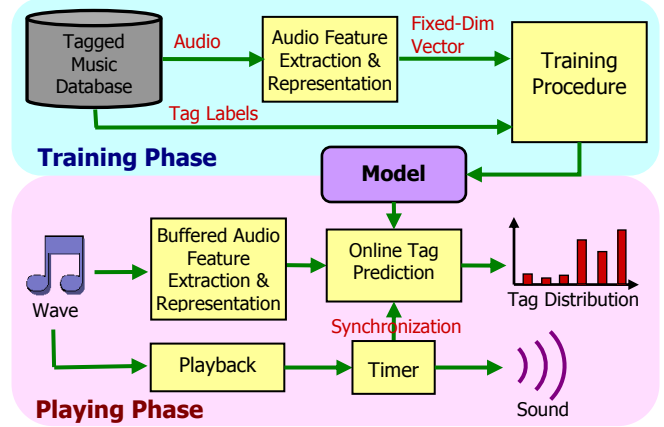 Tagged
Music
Database
Audio
Audio Feature
Extraction &
Representation
Fixed-Dim
Vector
Training
Procedure
Tag Labels
Training Phase
Model
Wave
Buffered Audio
Feature
Extraction &
Representation
Online Tag
Prediction
Tag Distribution
Synchronization
Playback
Timer
Sound
Playing Phase